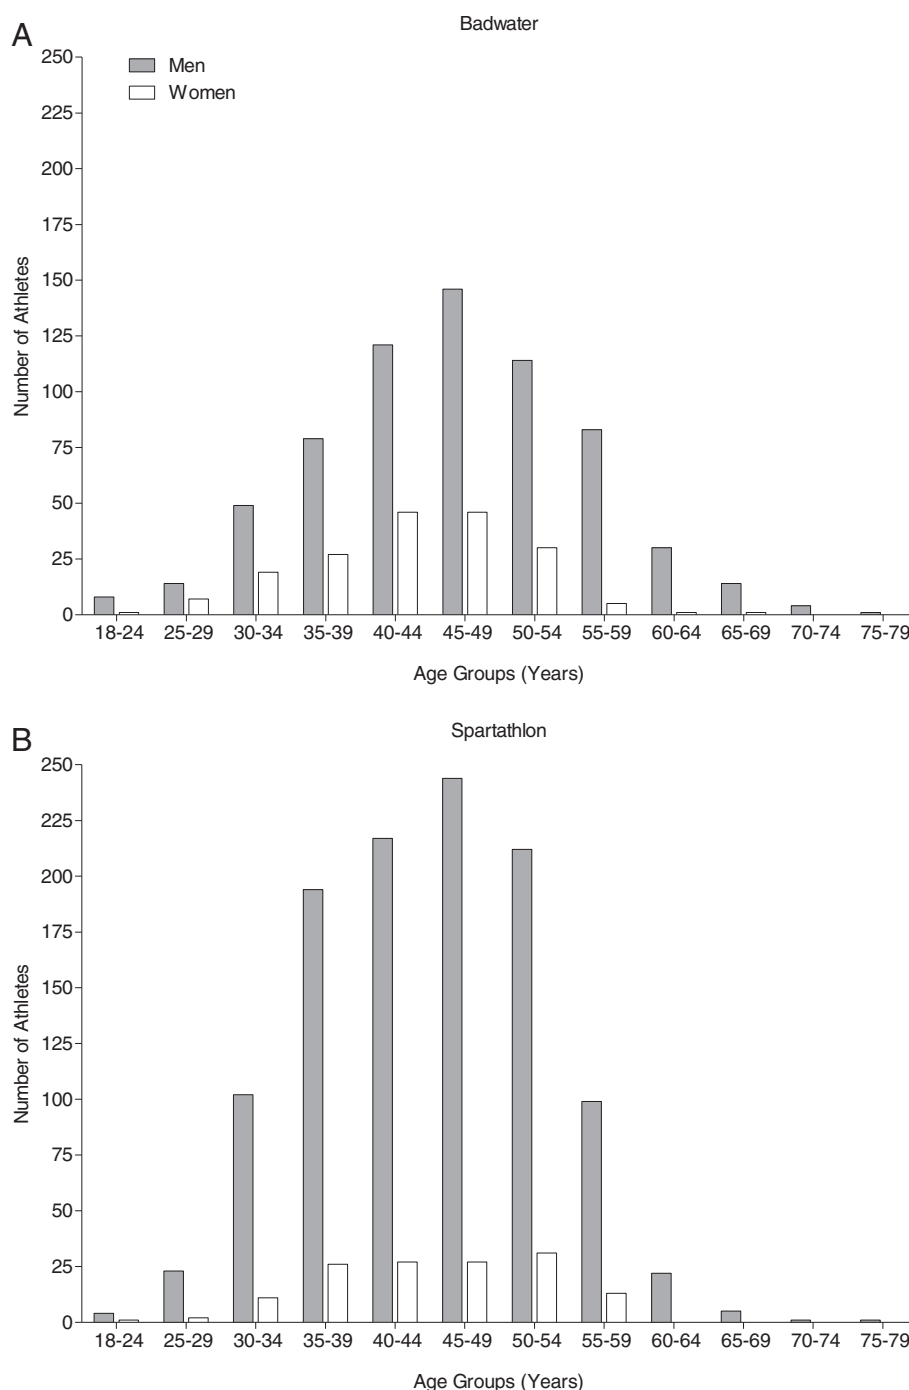 A
Badwater
250
225
200
175
150
125
100
75
50
25
0
Men
Women
Number of Athletes
18-24 25-29 30-34 35-39 40-44 45-49 50-54 55-59 60-64 65-69 70-74 75-79
Age Groups (Years)
B
Spartathlon
250
225
200
175
150
125
100
75
50
25
0
Number of Athletes
18-24 25-29 30-34 35-39 40-44 45-49 50-54 55-59 60-64 65-69 70-74 75-79
Age Groups (Years)